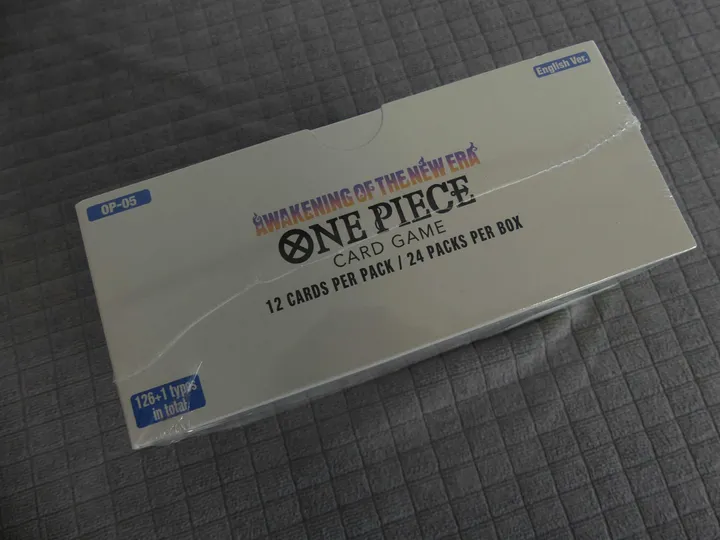 English Ver.
OP-05
AWAKENING OF THE NEW ERA
ONE PIECE
CARD GAME
12 CARDS PER PACK / 24 PACKS PER BOX
126+1 types
in total